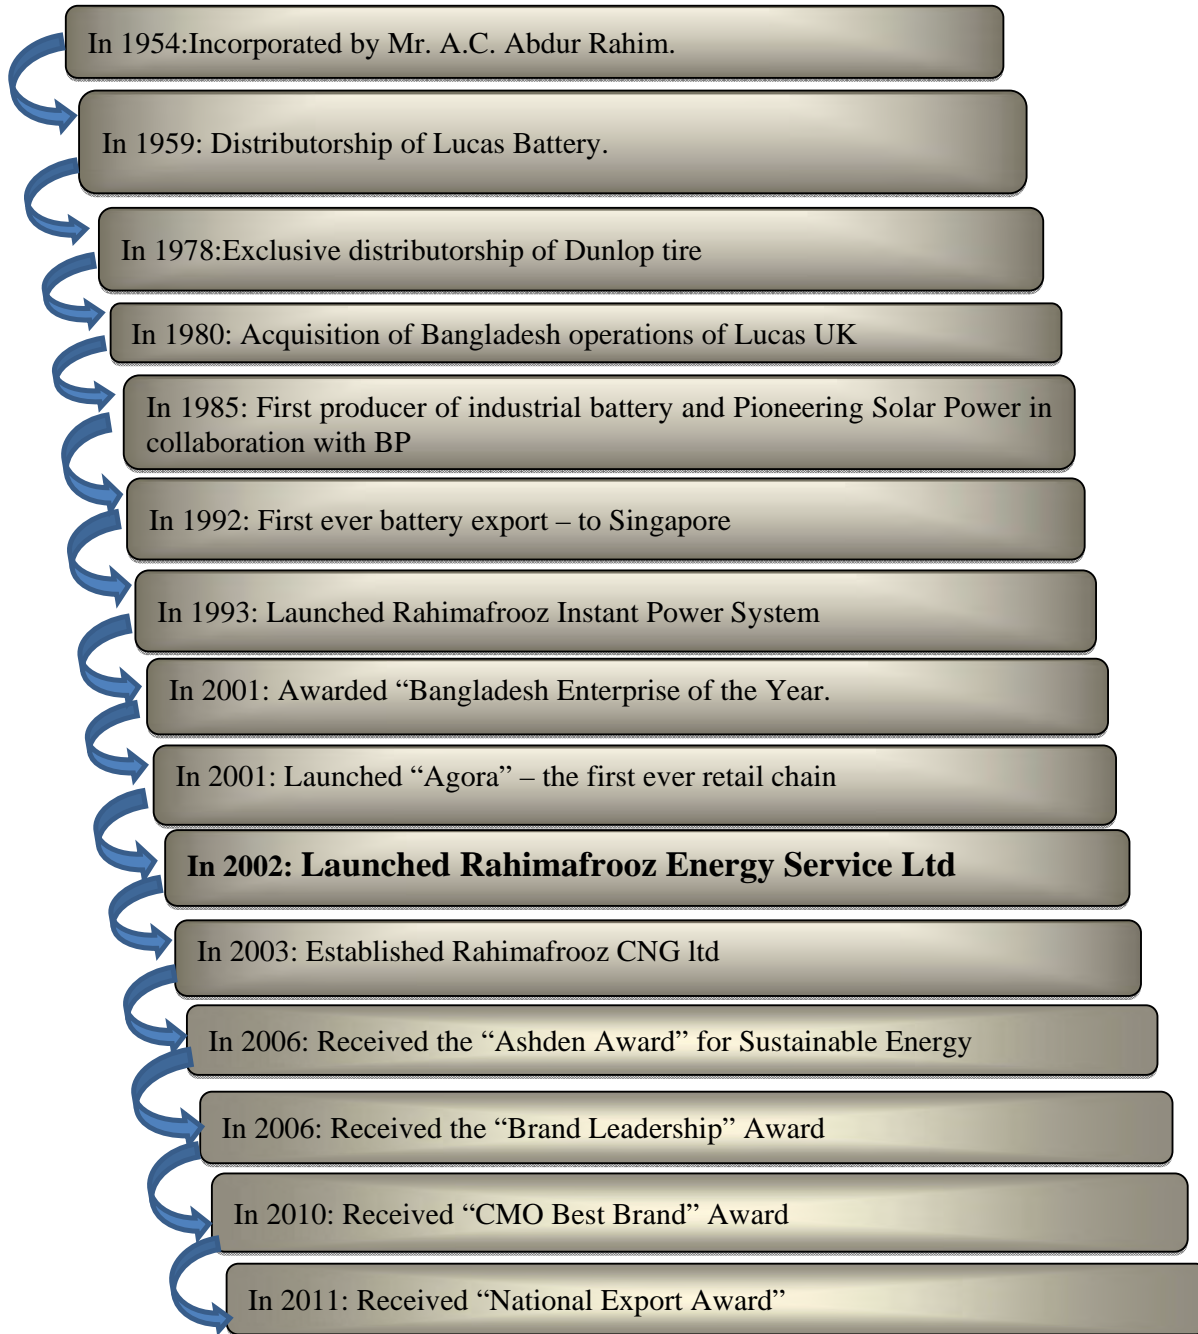 In 1954:Incorporated by Mr. A.C. Abdur Rahim.
In 1959: Distributorship of Lucas Battery.
In 1978:Exclusive distributorship of Dunlop tire
In 1980: Acquisition of Bangladesh operations of Lucas UK
In 1985: First producer of industrial battery and Pioneering Solar Power in
collaboration with BP
In 1992: First ever battery export – to Singapore
In 1993: Launched Rahimafrooz Instant Power System
In 2001: Awarded “Bangladesh Enterprise of the Year.
In 2001: Launched “Agora” – the first ever retail chain
In 2002: Launched Rahimafrooz Energy Service Ltd
In 2003: Established Rahimafrooz CNG ltd
In 2006: Received the “Ashden Award” for Sustainable Energy
In 2006: Received the “Brand Leadership” Award
In 2010: Received “CMO Best Brand” Award
In 2011: Received “National Export Award”